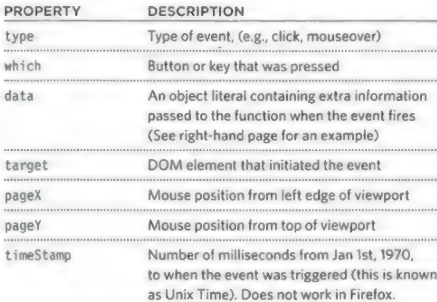 PROPERTY DESCRIPTION
type Type of event, (e.g., click, mouseover)
which Button or key that was pressed
data An object literal containing extra information
passed to the function when the event fires
(See right-hand page for an example)
target DOM element that initiated the event
pageX Mouse position from left edge of viewport
pageY Mouse position from top of viewport
timeStamp Number of milliseconds from Jan 1st, 1970,
to when the event was triggered (this is known
as Unix Time). Does not work in Firefox.